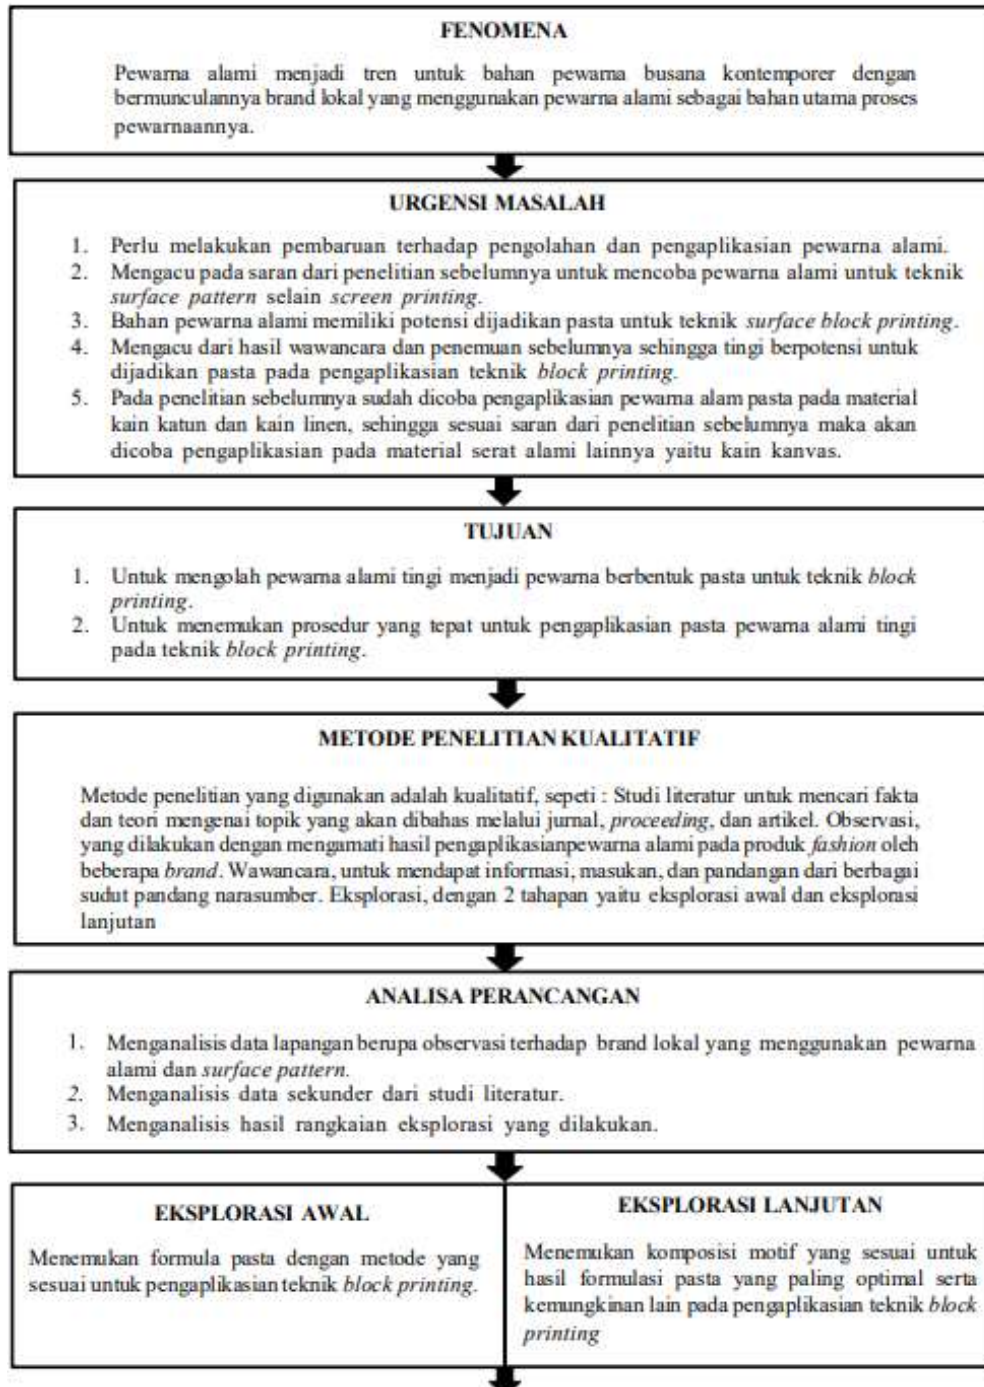 FENOMENA
Pewarna alami menjadi tren untuk bahan pewarna busana kontemporer dengan
bermunculannya brand lokal yang menggunakan pewarna alami sebagai bahan utama proses
pewarnaannya.
URGENSI MASALAH
1. Perlu melakukan pembaruan terhadap pengolahan dan pengaplikasian pewarna alami.
2. Mengacu pada saran dari penelitian sebelumnya untuk mencoba pewarna alami untuk teknik
surface pattern selain screen printing.
3. Bahan pewarna alami memiliki potensi dijadikan pasta untuk teknik surface block printing.
4. Mengacu dari hasil wawancara dan penemuan sebelumnya sehingga tingi berpotensi untuk
dijadikan pasta pada pengaplikasian teknik block printing.
5. Pada penelitian sebelumnya sudah dicoba pengaplikasian pewarna alam pasta pada material
kain katun dan kain linen, sehingga sesuai saran dari penelitian sebelumnya maka akan
dicoba pengaplikasian pada material serat alami lainnya yaitu kain kanvas.
TUJUAN
1. Untuk mengolah pewarna alami tingi menjadi pewarna berbentuk pasta untuk teknik block
printing.
2. Untuk menemukan prosedur yang tepat untuk pengaplikasian pasta pewarna alami tingi
pada teknik block printing.
METODE PENELITIAN KUALITATIF
Metode penelitian yang digunakan adalah kualitatif, sepeti : Studi literatur untuk mencari fakta
dan teori mengenai topik yang akan dibahas melalui jurnal, proceeding, dan artikel. Observasi,
yang dilakukan dengan mengamati hasil pengaplikasianpewarna alami pada produk fashion oleh
beberapa brand. Wawancara, untuk mendapat informasi, masukan, dan pandangan dari berbagai
sudut pandang narasumber. Eksplorasi, dengan 2 tahapan yaitu eksplorasi awal dan eksplorasi
lanjutan
ANALISA PERANCANGAN
1. Menganalisis data lapangan berupa observasi terhadap brand lokal yang menggunakan pewarna
alami dan surface pattern.
2. Menganalisis data sekunder dari studi literatur.
3. Menganalisis hasil rangkaian eksplorasi yang dilakukan.
EKSPLORASI AWAL
Menemukan formula pasta dengan metode yang
sesuai untuk pengaplikasian teknik block printing.
EKSPLORASI LANJUTAN
Menemukan komposisi motif yang sesuai untuk
hasil formulasi pasta yang paling optimal serta
kemungkinan lain pada pengaplikasian teknik block
printing